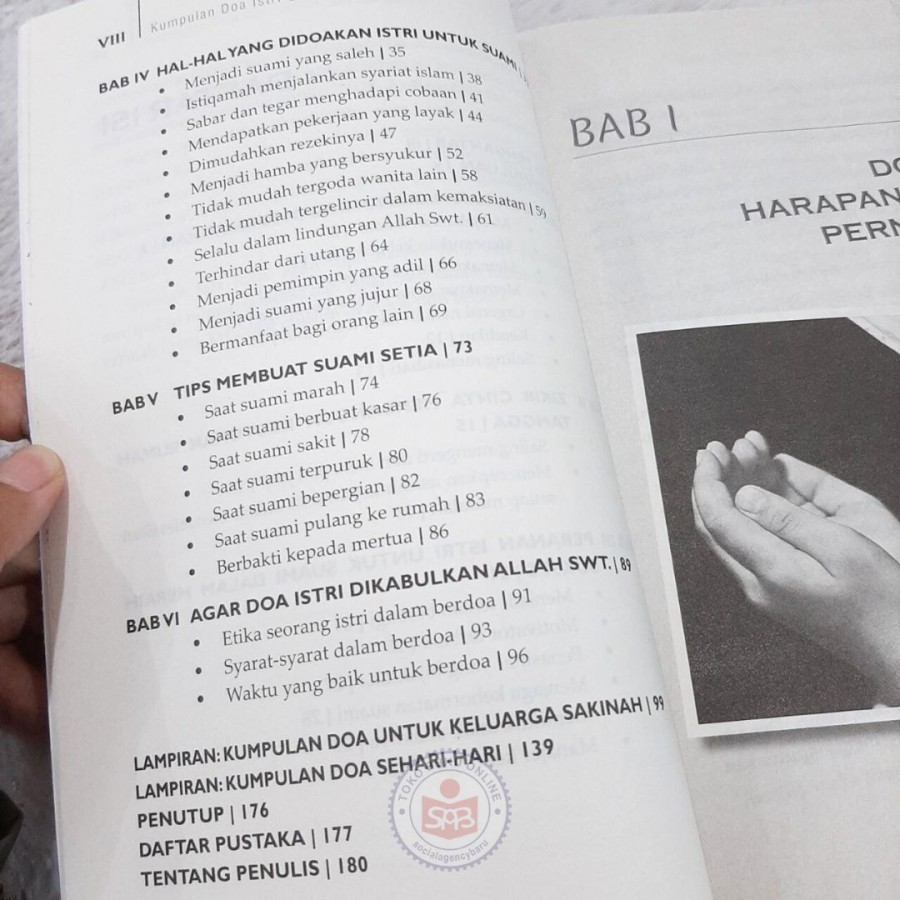 VIII
Kumpulan Doa
BAB IV HAL-HAL YANG DIDOAKAN ISTRI UNTUK SUAMI
• Menjadi suami yang saleh | 35
• Istiqamah menjalankan syariat islam | 38
• Sabar dan tegar menghadapi cobaan | 41
• Mendapatkan pekerjaan yang layak | 44
• Dimudahkan rezekinya | 47
• Menjadi hamba yang bersyukur | 52
• Tidak mudah tergoda wanita lain | 58
• Tidak mudah tergelincir dalam kemaksiatan | 59
• Selalu dalam lindungan Allah Swt. | 61
• Terhindar dari utang | 64
• Menjadi pemimpin yang adil | 66
• Menjadi suami yang jujur | 68
• Bermanfaat bagi orang lain | 69
BAB V TIPS MEMBUAT SUAMI SETIA | 73
• Saat suami marah | 74
• Saat suami berbuat kasar | 76
• Saat suami sakit | 78
• Saat suami terpuruk | 80
• Saat suami bepergian | 82
• Saat suami pulang ke rumah | 83
• Berbakti kepada mertua | 86
BAB VI AGAR DOA ISTRI DIKABULKAN ALLAH SWT. | 89
• Etika seorang istri dalam berdoa | 91
• Syarat-syarat dalam berdoa | 93
• Waktu yang baik untuk berdoa | 96
LAMPIRAN: KUMPULAN DOA UNTUK KELUARGA SAKINAH | 99
LAMPIRAN: KUMPULAN DOA SEHARI-HARI | 139
PENUTUP | 176
DAFTAR PUSTAKA | 177
TENTANG PENULIS | 180
BAB I
HARAPAN
TOKO ONLINE
SAB
socialagencybaru